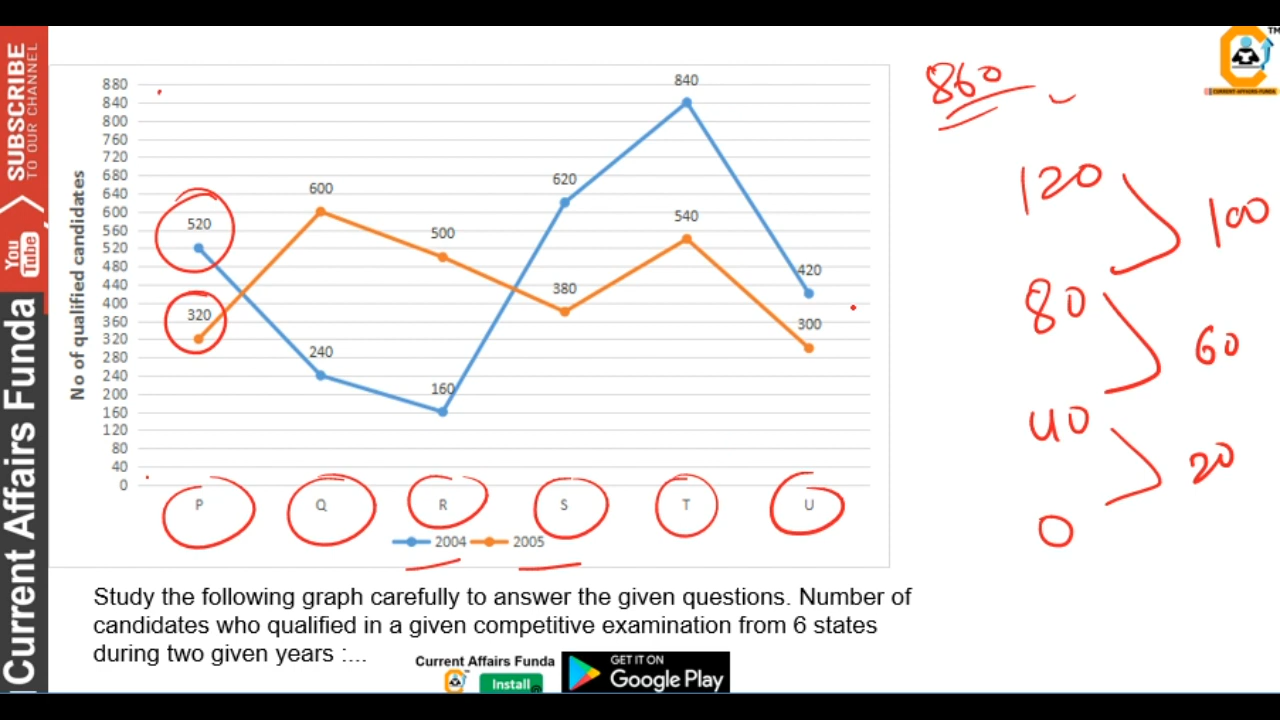 SUBSCRIBE
TO OUR CHANNEL
You Tube
Current Affairs Funda
TM
CURRENT AFFAIRS FUNDA
No of qualified candidates
880
840
800
760
720
680
640
600
560
520
480
440
400
360
320
280
240
200
160
120
80
40
0
520
240
160
620
840
420
320
600
500
380
540
300
P Q R S T U
2004 2005
860
120
100
80
60
40
20
0
Study the following graph carefully to answer the given questions. Number of
candidates who qualified in a given competitive examination from 6 states
during two given years :...
Current Affairs Funda
Install
GET IT ON
Google Play